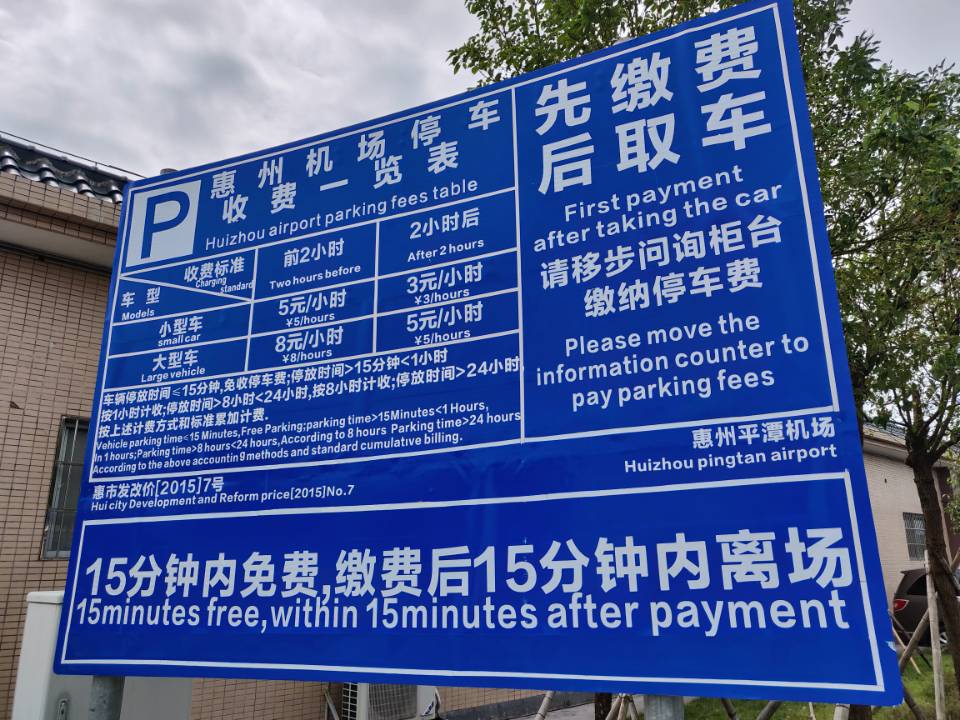 P
惠州机场停车
收费一览表
Huizhou airport parking fees table
收费标准
Charging standard
车型
Models
前2小时
Two hours before
2小时后
After 2 hours
小型车
small car
5元/小时
¥5/hours
3元/小时
¥3/hours
大型车
Large vehicle
8元/小时
¥8/hours
5元/小时
¥5/hours
车辆停放时间≤15分钟,免收停车费;停放时间>15分钟<1小时
按1小时计收;停放时间>8小时<24小时,按8小时计收;停放时间>24小时,
按上述计费方式和标准累加计费.
Vehicle parking time≤15 Minutes,Free Parking;parking time>15Minutes<1 Hours,
In 1 hours;Parking time>8 hours<24 hours,According to 8 hours Parking time>24 hours
According to the above accountin9 methods and standard cumulative billing.
惠市发改价[2015]7号
Hui city Development and Reform price[2015]No.7
先缴费
后取车
First payment
after taking the car
请移步问询柜台
缴纳停车费
Please move the
information counter to
pay parking fees
惠州平潭机场
Huizhou pingtan airport
15分钟内免费,缴费后15分钟内离场
15minutes free,within 15minutes after payment